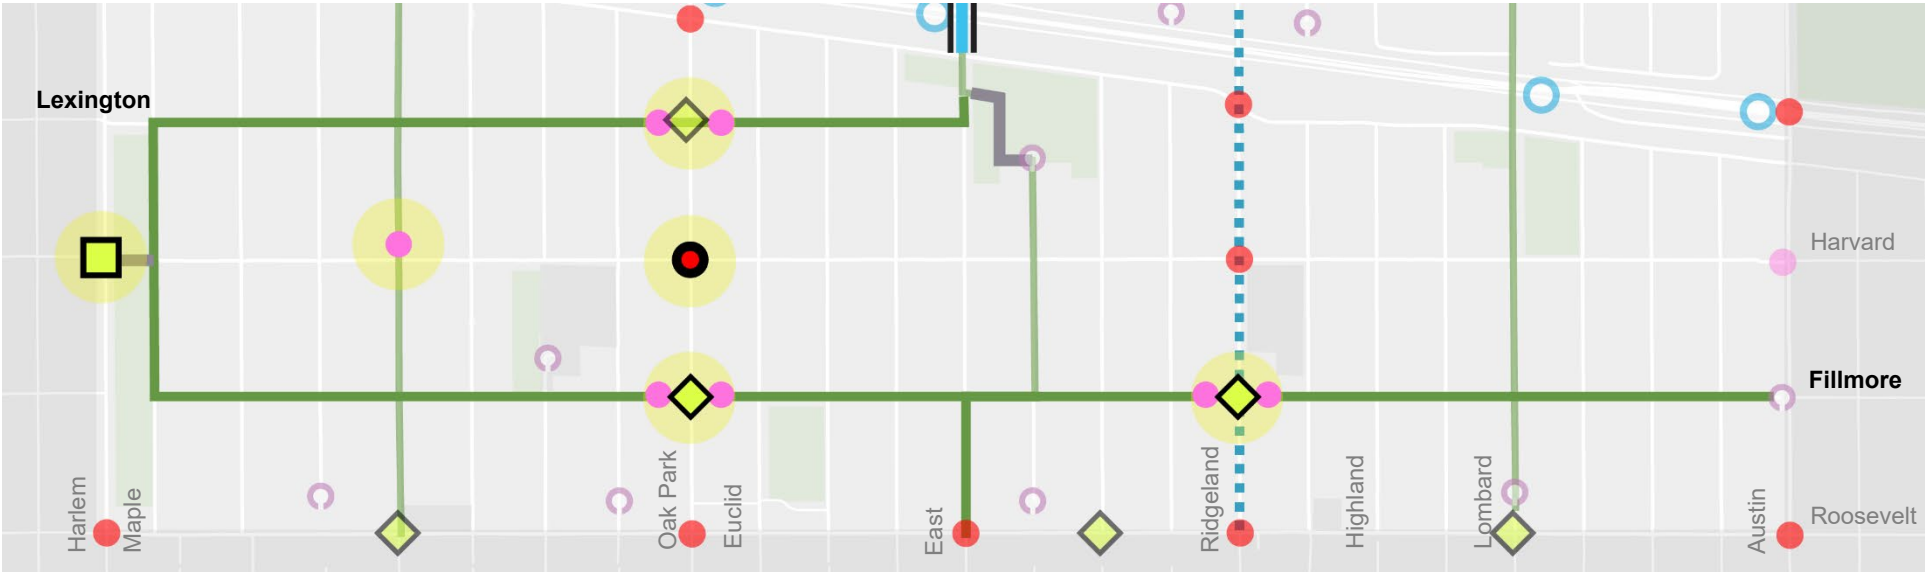 Lexington
Harvard
Fillmore
Harlem
Maple
Oak Park
Euclid
East
Ridgeland
Highland
Lombard
Austin
Roosevelt